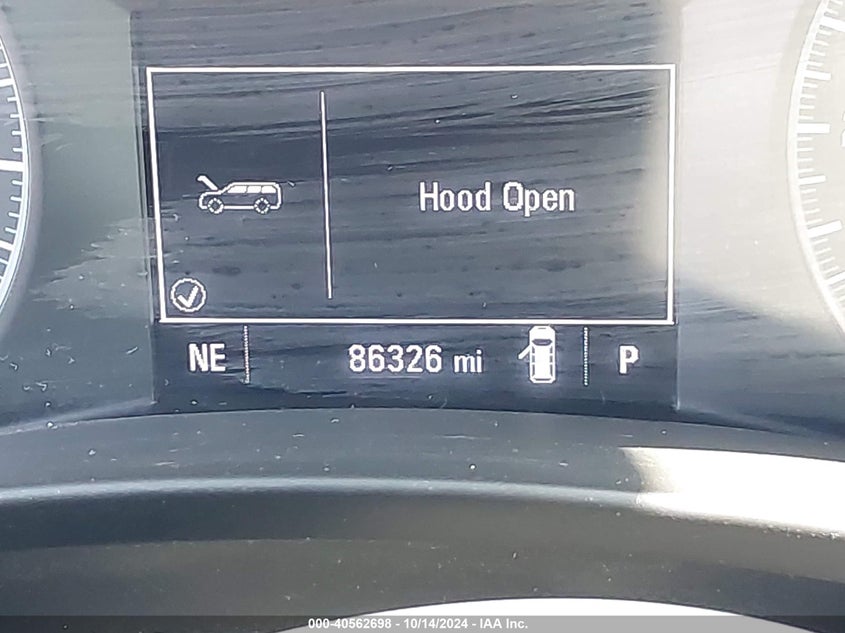 Hood Open
NE 86326 mi P
000-40562698 - 10/14/2024 - IAA Inc.